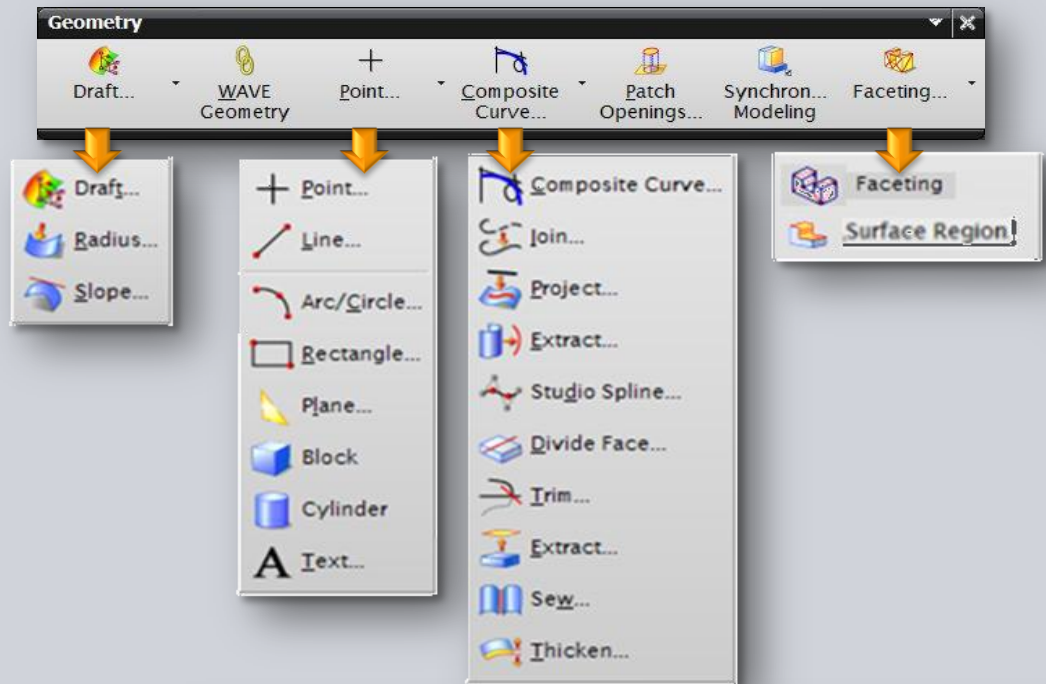 Geometry
Draft...
WAVE Geometry
Point...
Composite Curve...
Patch Openings...
Synchron... Modeling
Faceting...
Draft...
Radius...
Slope...
Point...
Line...
Arc/Circle...
Rectangle...
Plane...
Block
Cylinder
Text...
Composite Curve...
Join...
Project...
Extract...
Studio Spline...
Divide Face...
Trim...
Extract...
Sew...
Thicken...
Faceting
Surface Region